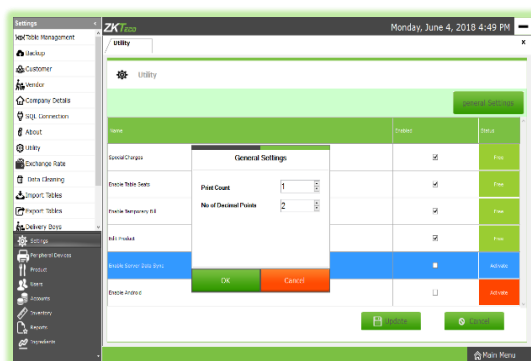 Settings
ZKTeco
Monday, June 4, 2018 4:49 PM
Table Management
Utility
x
Backup
Customer
Utility
Vendor
Company Details
general Settings
SQL Connection
About
Name
Enabled
Status
Utility
Exchange Rate
Special Charges
General Settings
Free
Data Cleaning
Import Tables
Enable Table Seats
Print Count
1
Free
Export Tables
No of Decimal Points
2
Enable Temporary Bill
Free
Delivery Boys
Settings
Edit Product
Free
Peripheral Devices
Product
Enable Server Data Sync
Activate
Users
OK
Cancel
Accounts
Enable Android
Activate
Inventory
Reports
Update
Cancel
Ingredients
Main Menu